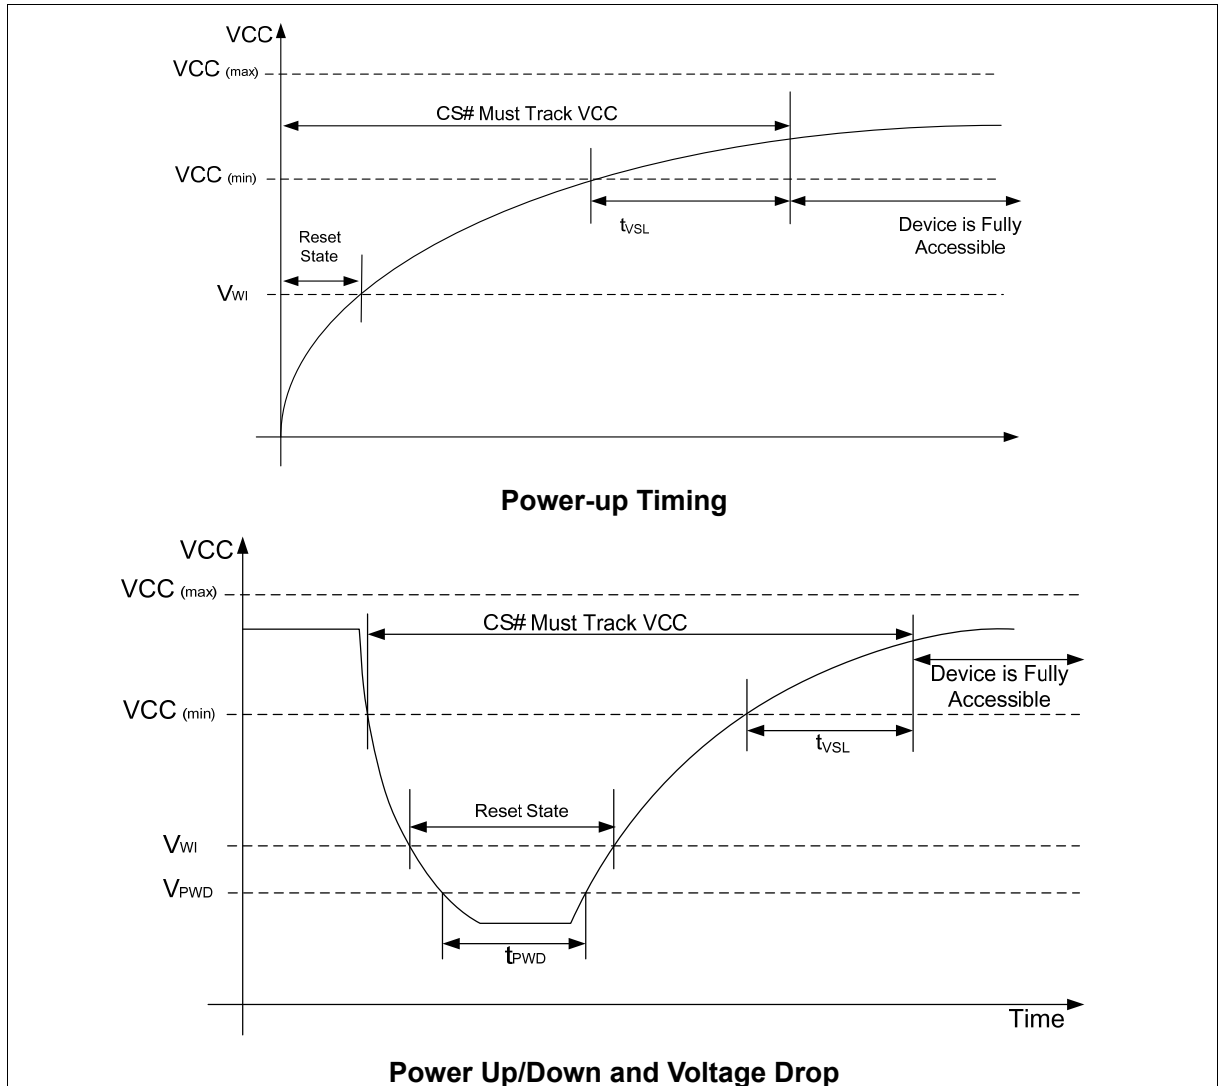 VCC
VCC (max)
CS# Must Track VCC
VCC (min)
tVSL
Device is Fully
Accessible
Reset
State
VWI
Power-up Timing
VCC
VCC (max)
CS# Must Track VCC
Device is Fully
Accessible
VCC (min)
tVSL
Reset State
VWI
VPWD
tPWD
Time
Power Up/Down and Voltage Drop